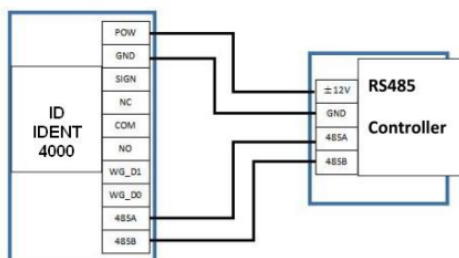 ID
IDENT
4000
POW
GND
SIGN
NC
COM
NO
WG_D1
WG_D0
485A
485B
±12V
GND
485A
485B
RS485
Controller